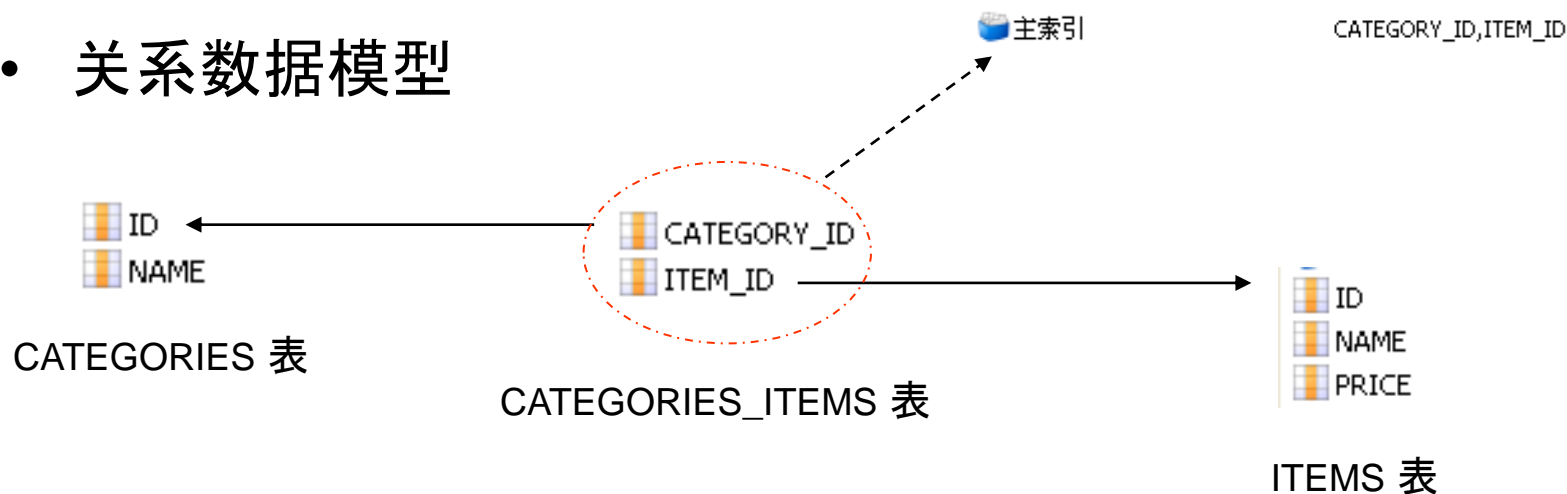 • 关系数据模型
主索引 CATEGORY_ID,ITEM_ID
ID
NAME
CATEGORIES 表
CATEGORY_ID
ITEM_ID
CATEGORIES_ITEMS 表
ID
NAME
PRICE
ITEMS 表